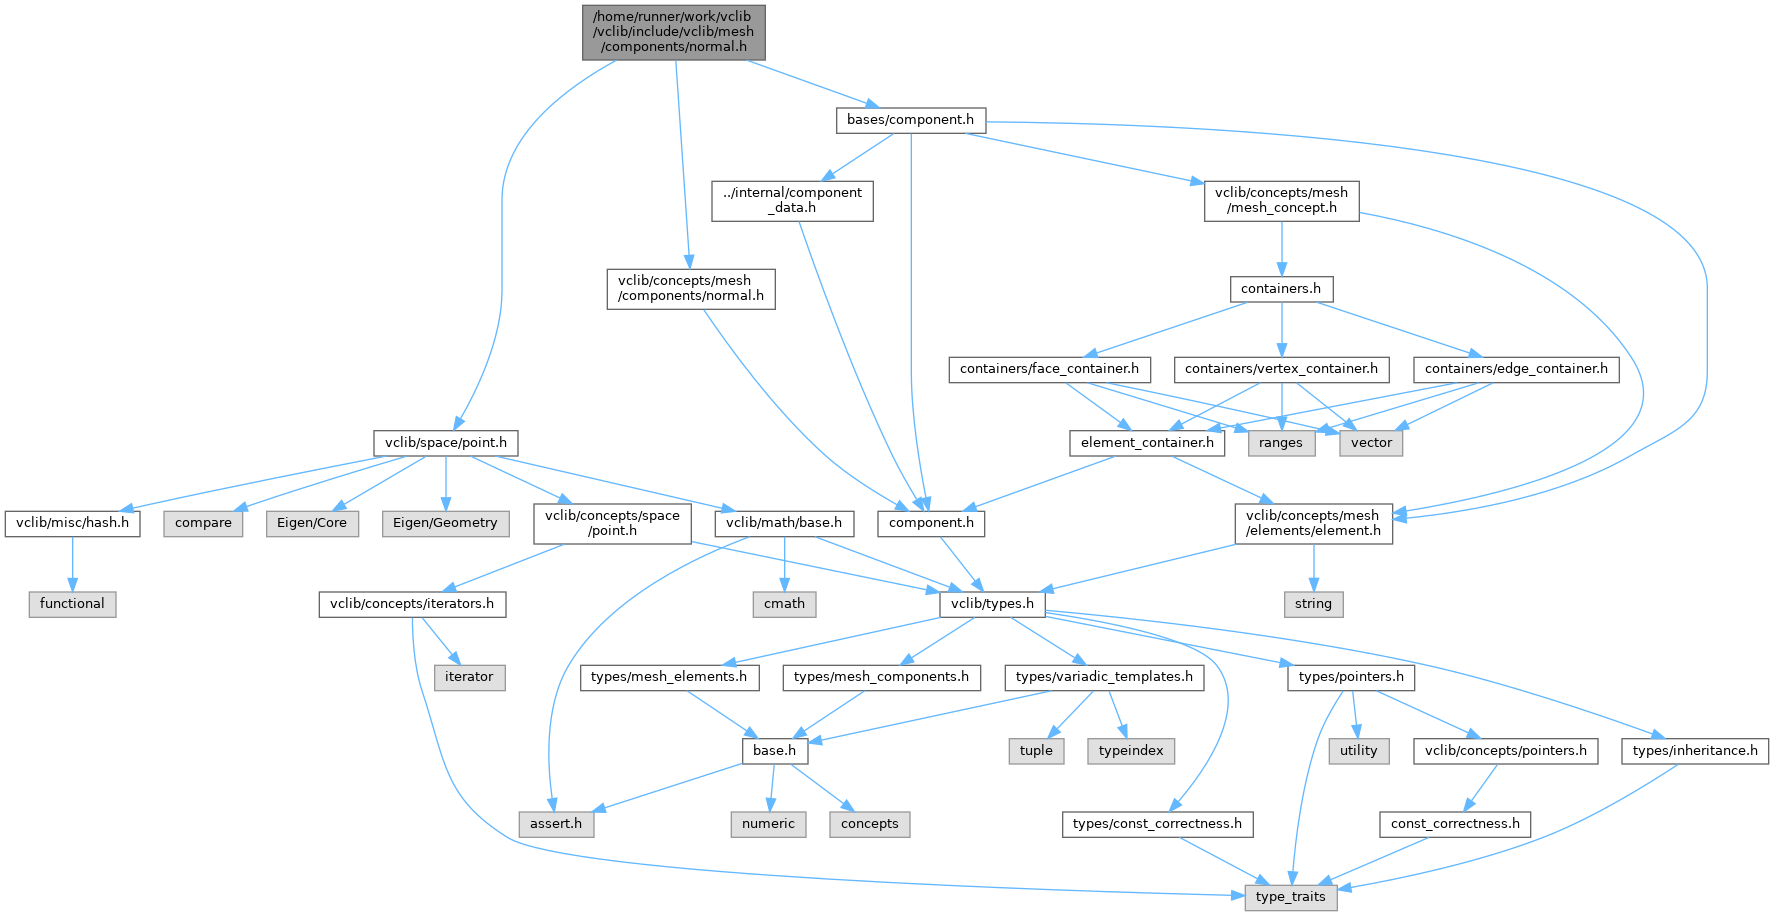 /home/runner/work/vclib
/vclib/include/vclib/mesh
/components/normal.h
bases/component.h
../internal/component
_data.h
vclib/concepts/mesh
/mesh_concept.h
vclib/concepts/mesh
/components/normal.h
containers.h
containers/face_container.h
containers/vertex_container.h
containers/edge_container.h
vclib/space/point.h
element_container.h
ranges
vector
vclib/misc/hash.h
compare
Eigen/Core
Eigen/Geometry
vclib/concepts/space
/point.h
vclib/math/base.h
component.h
vclib/concepts/mesh
/elements/element.h
functional
vclib/concepts/iterators.h
cmath
vclib/types.h
string
iterator
types/mesh_elements.h
types/mesh_components.h
types/variadic_templates.h
types/pointers.h
base.h
tuple
typeindex
utility
vclib/concepts/pointers.h
types/inheritance.h
assert.h
numeric
concepts
types/const_correctness.h
const_correctness.h
type_traits